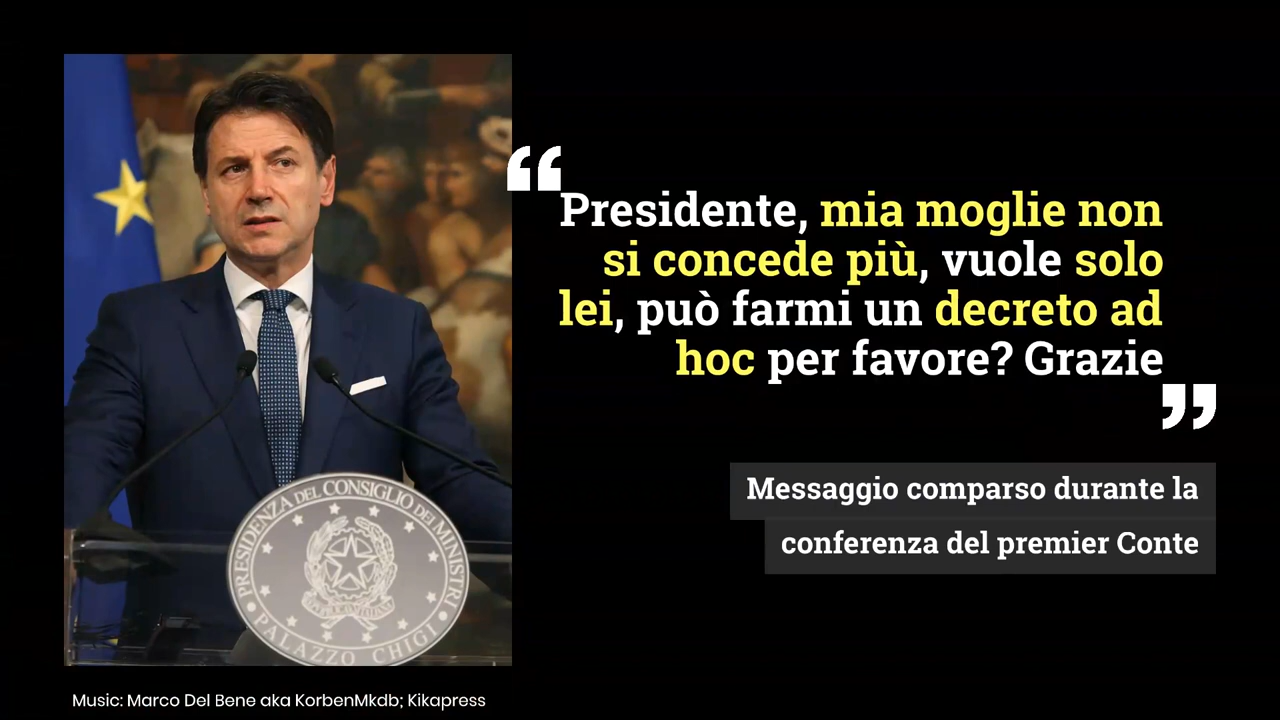 “
Presidente, mia moglie non
si concede più, vuole solo
lei, può farmi un decreto ad
hoc per favore? Grazie
”
Messaggio comparso durante la
conferenza del premier Conte
PRESIDENZA DEL CONSIGLIO DEI MINISTRI
PALAZZO CHIGI
Music: Marco Del Bene aka KorbenMkdb; Kikapress